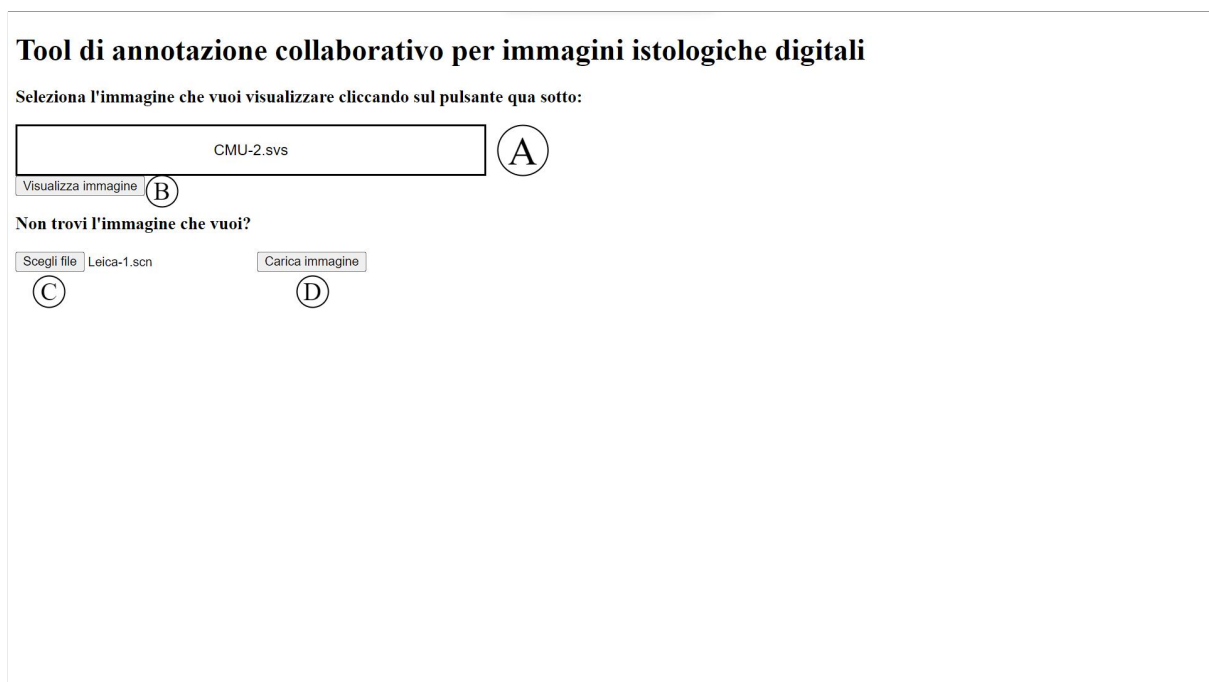 Tool di annotazione collaborativo per immagini istologiche digitali
Seleziona l'immagine che vuoi visualizzare cliccando sul pulsante qua sotto:
CMU-2.svs
A
Visualizza immagine B
Non trovi l'immagine che vuoi?
Scegli file Leica-1.scn Carica immagine
C D